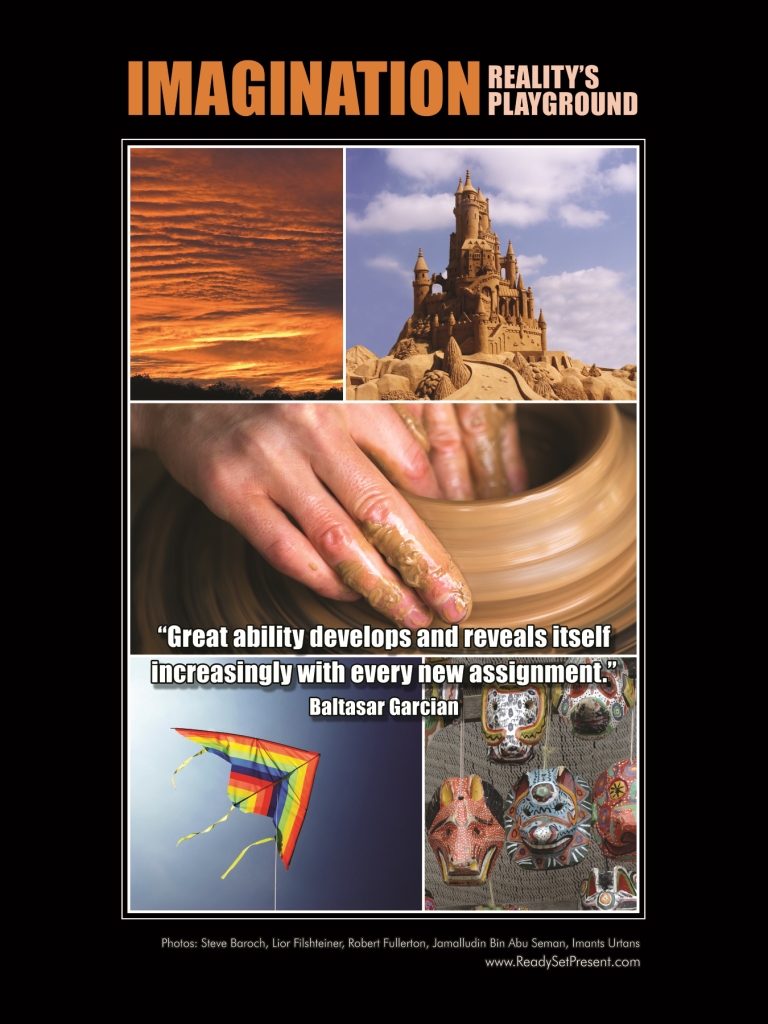 IMAGINATION REALITY'S
PLAYGROUND
“Great ability develops and reveals itself
increasingly with every new assignment.”
Baltasar Garcian
Photos: Steve Baroch, Lior Filshteiner, Robert Fullerton, Jamalludin Bin Abu Seman, Imants Urtans
www.ReadySetPresent.com